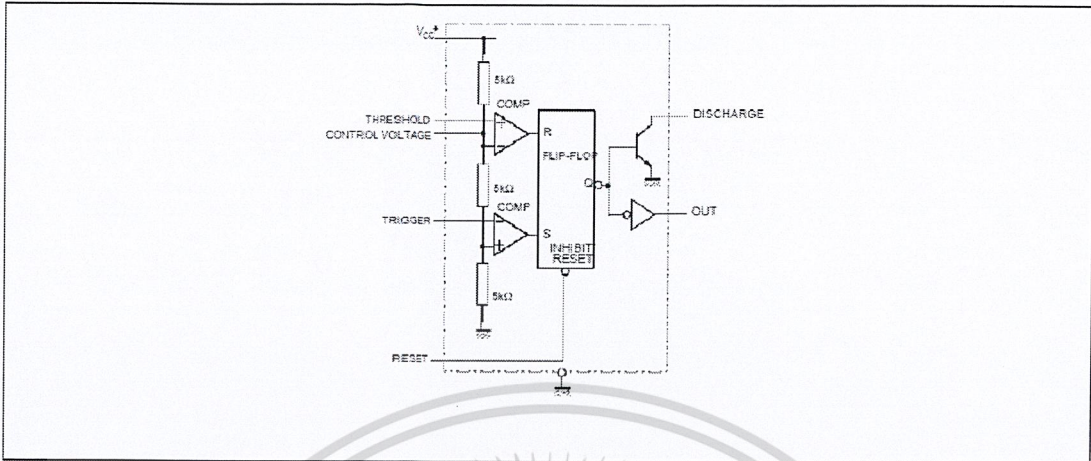 VCC+
5kΩ
COMP
THRESHOLD
CONTROL VOLTAGE
+
−
R
FLIP-FLOP
Q
DISCHARGE
5kΩ
COMP
TRIGGER
−
+
S
OUT
INHIBIT/
RESET
5kΩ
RESET